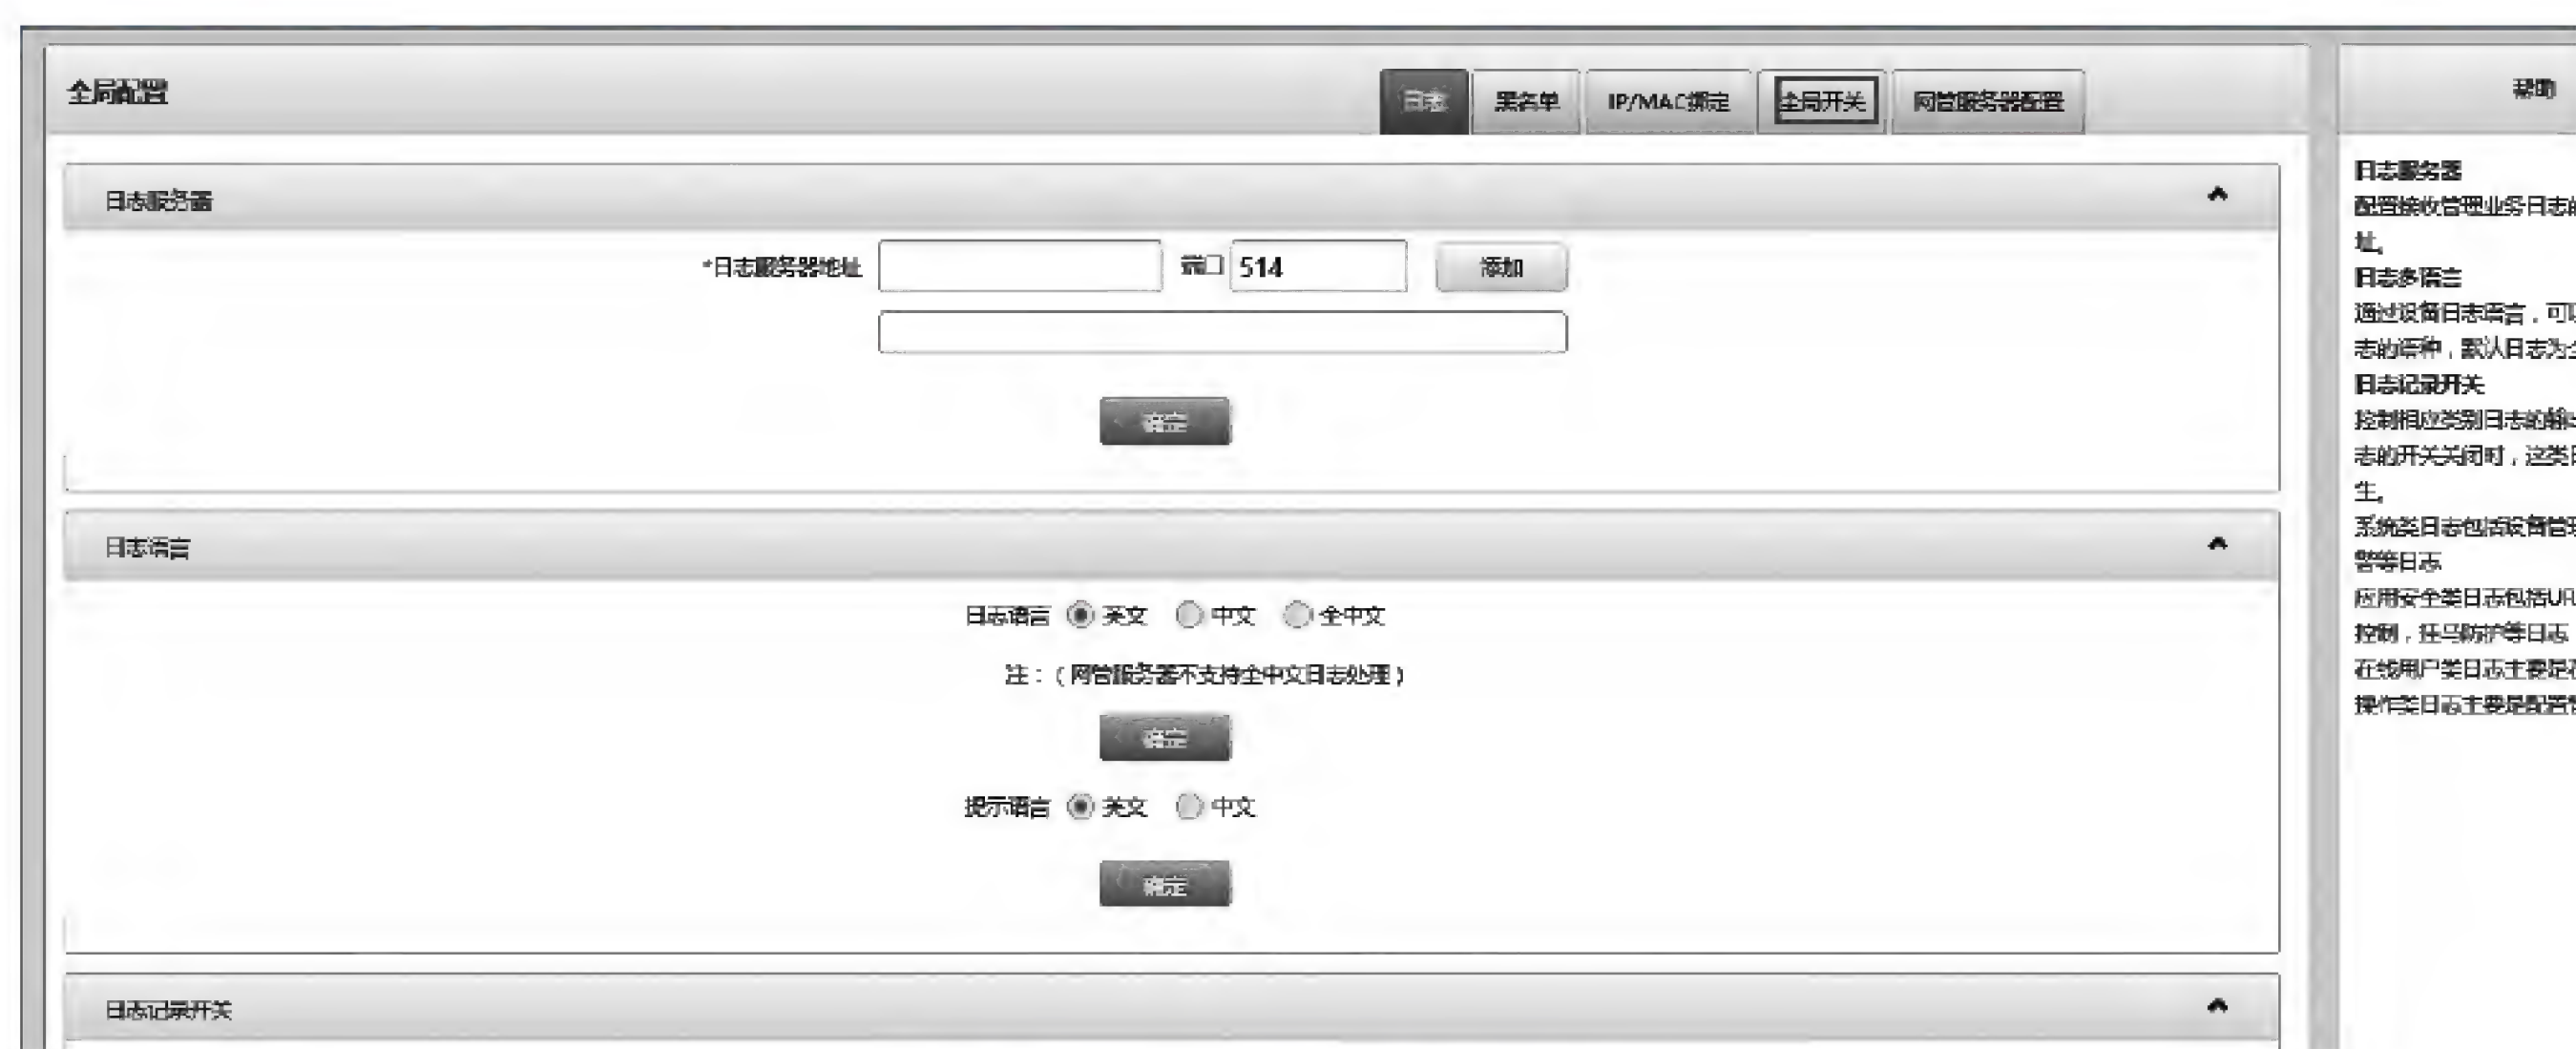 全局配置
日志 黑名单 IP/MAC绑定 全局开关 网管服务器配置
日志服务器
*日志服务器地址 端口 514 添加
确定
日志语言
日志语言 英文 中文 全中文
注：（网管服务器不支持全中文日志处理）
确定
提示语言 英文 中文
确定
日志记录开关
帮助
日志服务器
配置接收管理业务日志的
址。
日志多语言
通过设备日志语言，可以
志的语种，默认日志为全
日志记录开关
控制相应类别日志的输出
志的开关关闭时，这类日
生。
系统类日志包括设备管理
警等日志
应用安全类日志包括URL
控制，挂马防护等日志
在线用户类日志主要是在
操作类日志主要是配置管